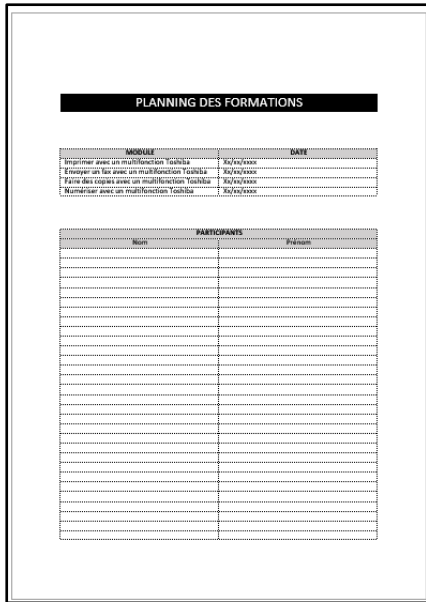 PLANNING DES FORMATIONS
MODULE DATE
Imprimer avec un multifonction Toshiba Xx/xx/xxxx
Envoyer un fax avec un multifonction Toshiba Xx/xx/xxxx
Faire des copies avec un multifonction Toshiba Xx/xx/xxxx
Numériser avec un multifonction Toshiba Xx/xx/xxxx
PARTICIPANTS
Nom Prénom